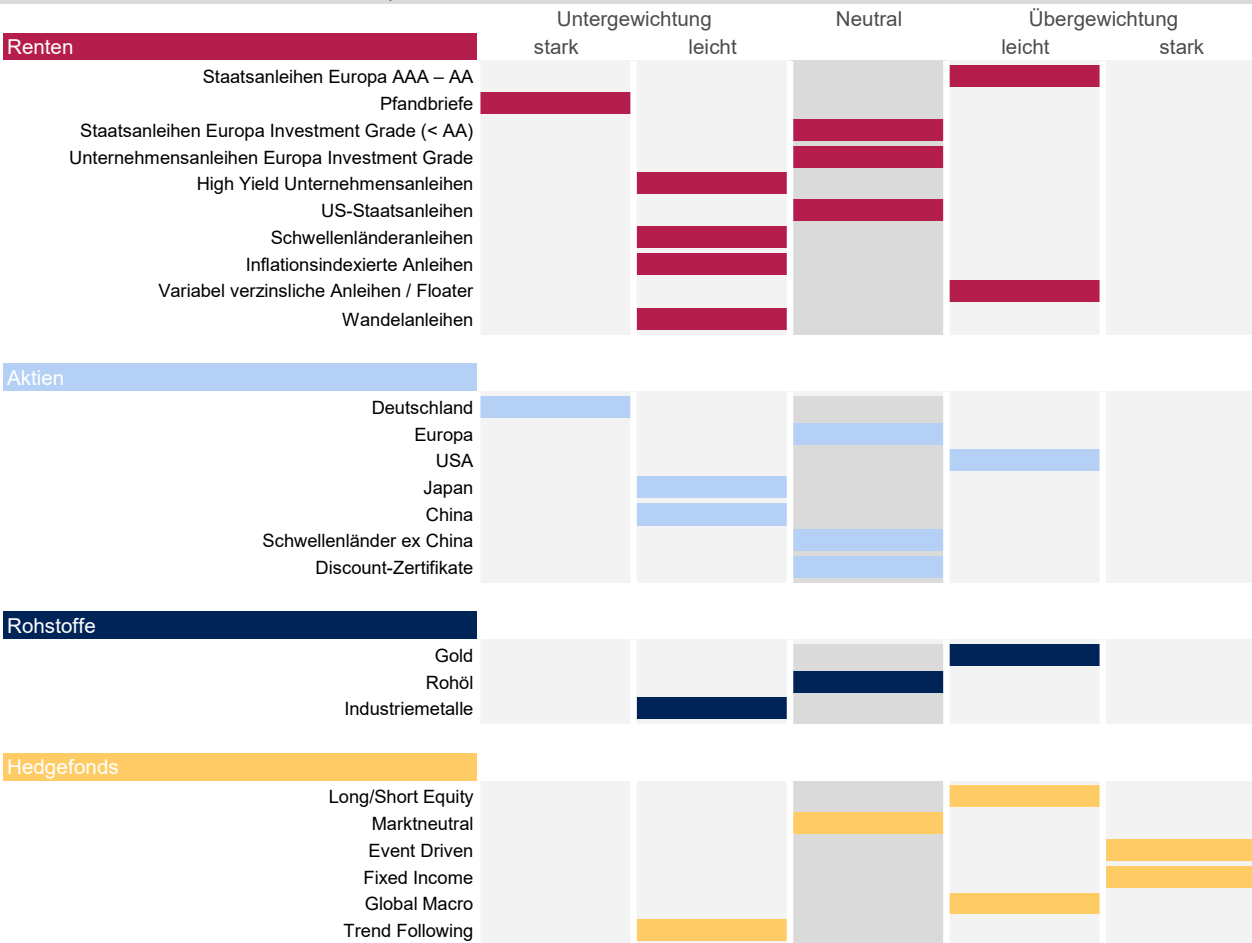 Untergewichtung Neutral Übergewichtung
Renten stark leicht leicht stark
Staatsanleihen Europa AAA – AA
Pfandbriefe
Staatsanleihen Europa Investment Grade (< AA)
Unternehmensanleihen Europa Investment Grade
High Yield Unternehmensanleihen
US-Staatsanleihen
Schwellenländeranleihen
Inflationsindexierte Anleihen
Variabel verzinsliche Anleihen / Floater
Wandelanleihen
Aktien
Deutschland
Europa
USA
Japan
China
Schwellenländer ex China
Discount-Zertifikate
Rohstoffe
Gold
Rohöl
Industriemetalle
Hedgefonds
Long/Short Equity
Marktneutral
Event Driven
Fixed Income
Global Macro
Trend Following